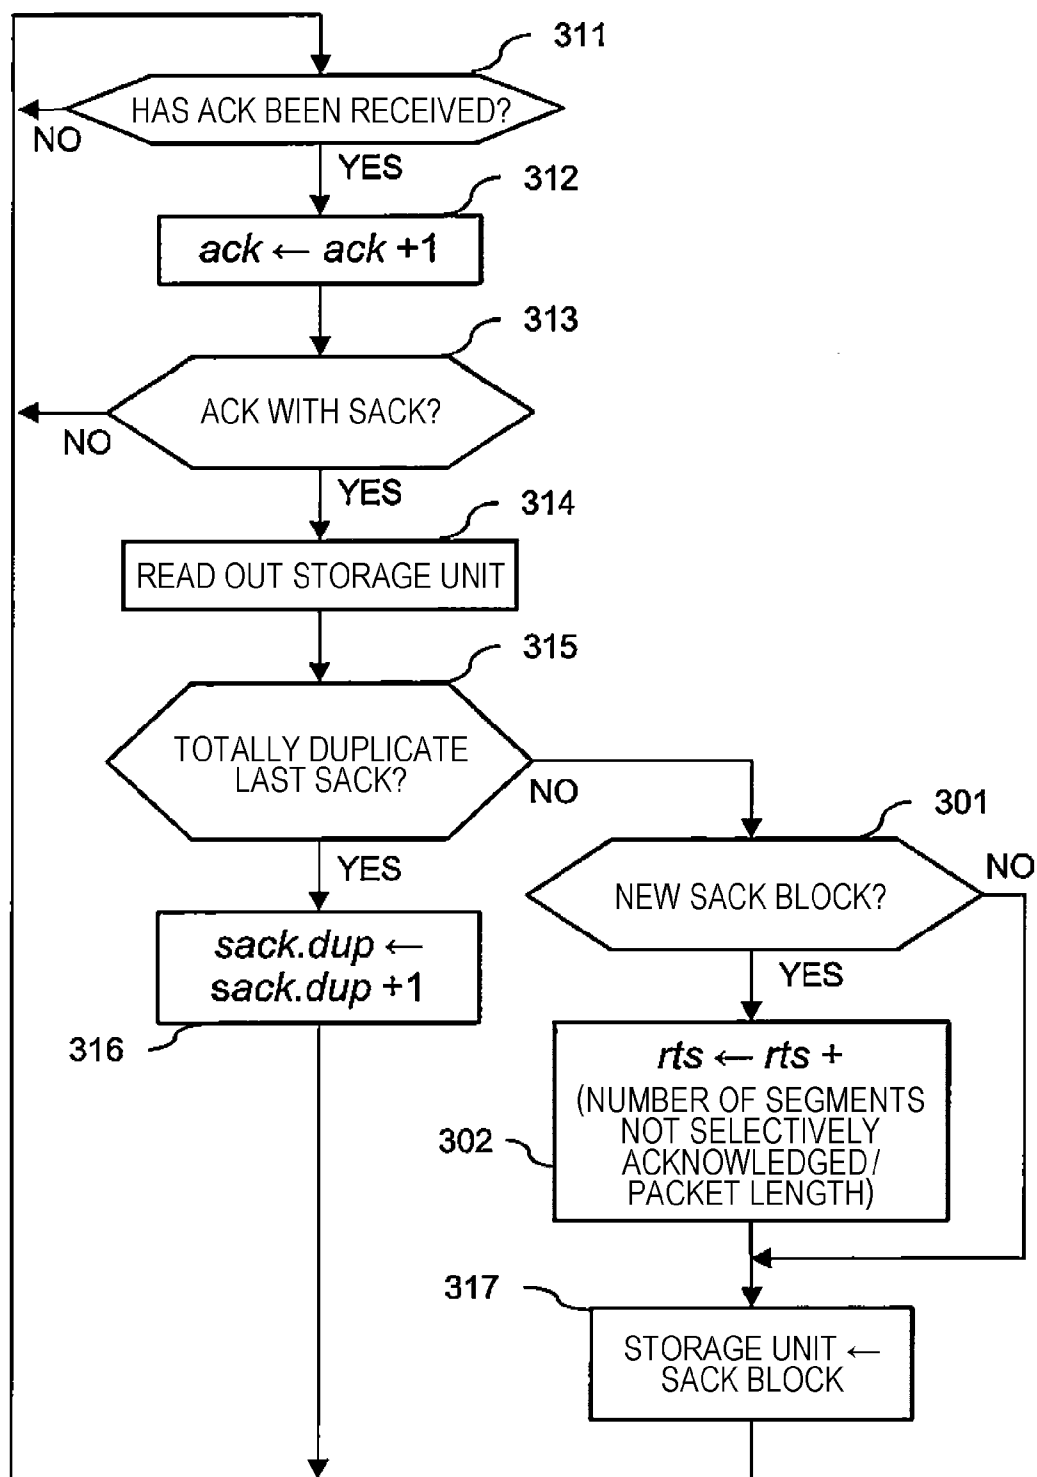 311
HAS ACK BEEN RECEIVED?
NO
YES
312
ack ← ack +1
313
ACK WITH SACK?
NO
YES
314
READ OUT STORAGE UNIT
315
TOTALLY DUPLICATE
LAST SACK?
NO
301
YES
NEW SACK BLOCK?
NO
sack.dup ←
sack.dup +1
YES
316
rts ← rts +
(NUMBER OF SEGMENTS
NOT SELECTIVELY
ACKNOWLEDGED/
PACKET LENGTH)
302
317
STORAGE UNIT ←
SACK BLOCK